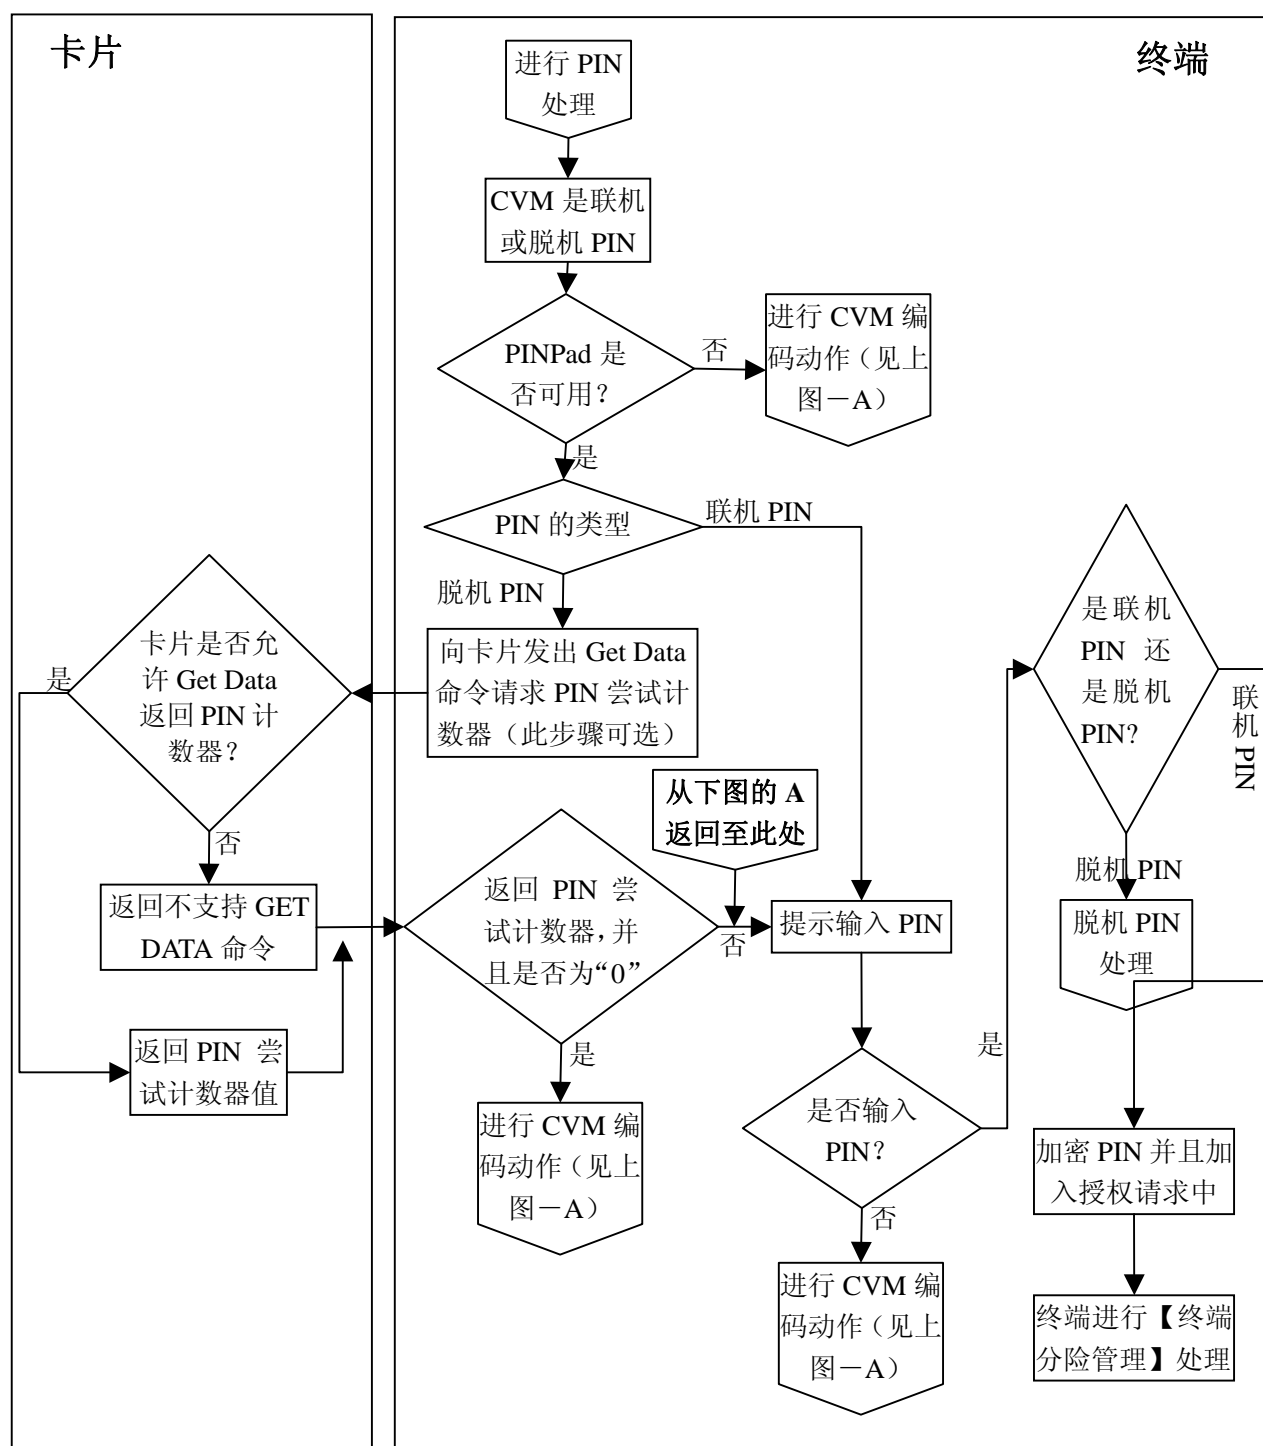 卡片
终端
进行 PIN
处理
CVM 是联机
或脱机 PIN
PINPad 是
否可用？
否
进行 CVM 编
码动作（见上
图－A）
是
PIN 的类型
联机 PIN
脱机 PIN
向卡片发出 Get Data
命令请求 PIN 尝试计
数器（此步骤可选）
卡片是否允
许 Get Data
返回 PIN 计
数器？
是
否
返回不支持 GET
DATA 命令
返回 PIN 尝
试计数器值
从下图的 A
返回至此处
返回 PIN 尝
试计数器，并
且是否为“0”
否
是
进行 CVM 编
码动作（见上
图－A）
提示输入 PIN
是否输入
PIN？
是
否
进行 CVM 编
码动作（见上
图－A）
是联机
PIN 还
是脱机
PIN？
联机 PIN
脱机 PIN
脱机 PIN
处理
加密 PIN 并且加
入授权请求中
终端进行【终端
分险管理】处理